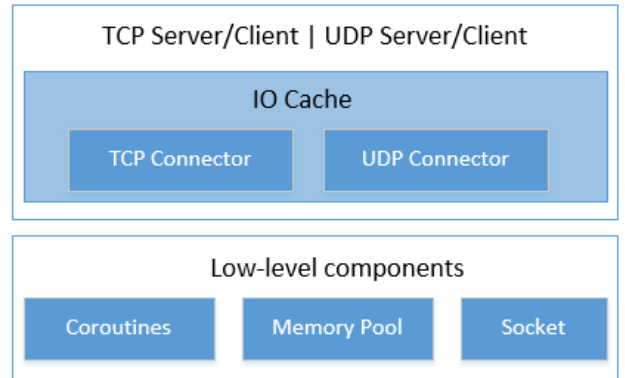 TCP Server/Client | UDP Server/Client
IO Cache
TCP Connector
UDP Connector
Low-level components
Coroutines
Memory Pool
Socket